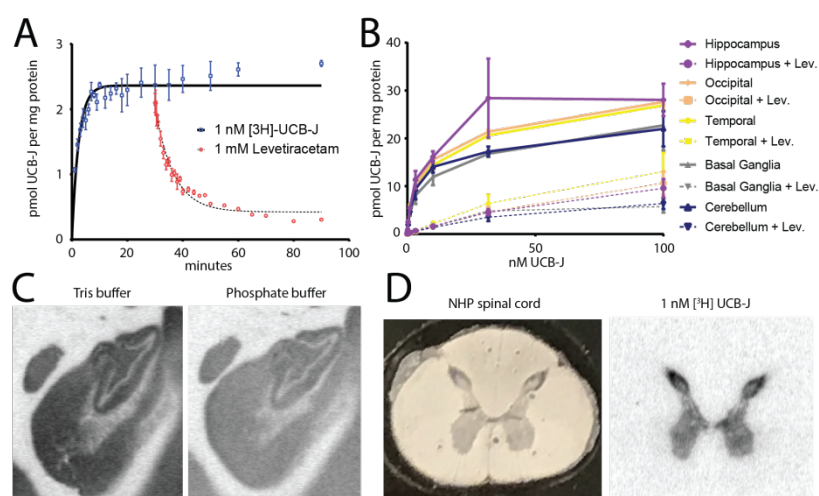 A
pmol UCB-J per mg protein
3
2
1
0
0
20
40
60
80
100
minutes
1 nM [3H]-UCB-J
1 mM Levetiracetam
B
pmol UCB-J per mg protein
40
30
20
10
0
0
50
100
nM UCB-J
Hippocampus
Hippocampus + Lev.
Occipital
Occipital + Lev.
Temporal
Temporal + Lev.
Basal Ganglia
Basal Ganglia + Lev.
Cerebellum
Cerebellum + Lev.
C
Tris buffer
Phosphate buffer
D
NHP spinal cord
1 nM [³H] UCB-J